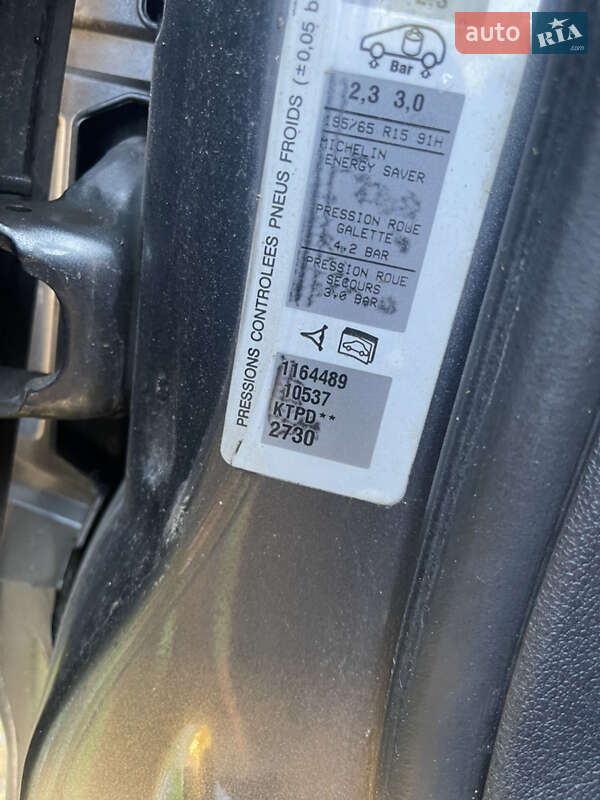 auto RIA .com
Bar
2,3 3,0
195/65 R15 91H
MICHELIN
ENERGY SAVER
PRESSION ROUE
GALETTE
4.2 BAR
PRESSION ROUE
SECOURS
3.0 BAR
PRESSIONS CONTROLEES PNEUS FROIDS (±0,05 b
1164489
10537
KTPD**
2730